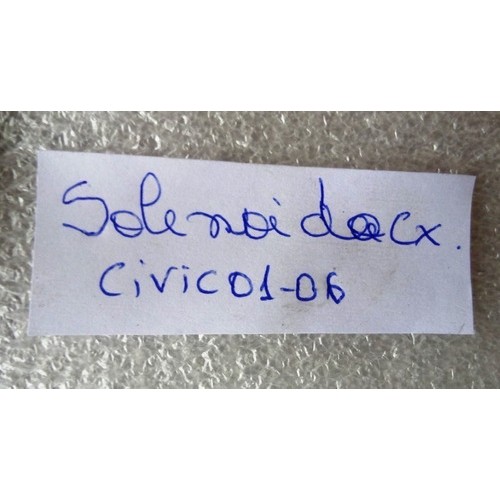 Solenoide cx.
Civic 01-06